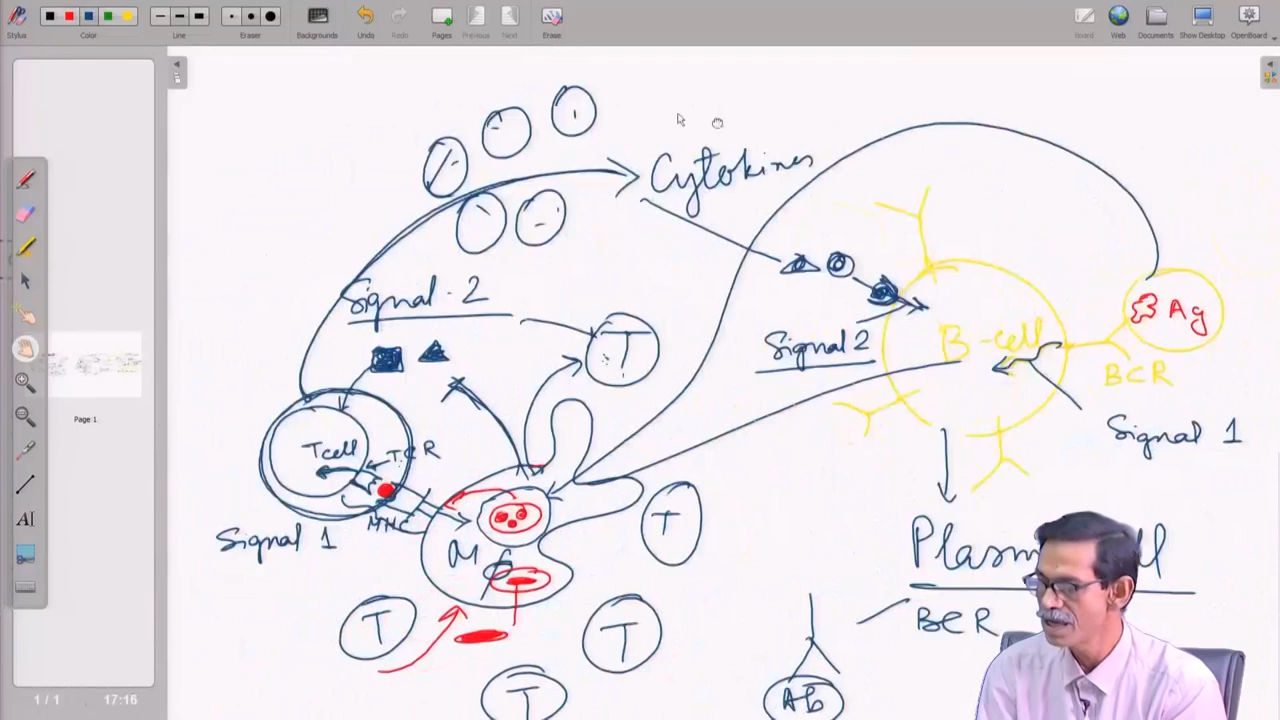 Stylus
Color
Line
Eraser
Backgrounds
Undo
Redo
Pages
Previous
Next
Erase
Board
Web
Documents
Show Desktop
OpenBoard
Cytokines
Signal-2
T
Signal 2
B-cell
Ag
BCR
Signal 1
T cell
TCR
MHC
Signal 1
Mφ
T
T
T
T
BCR
Ab
Page 1
1 / 1
17:16